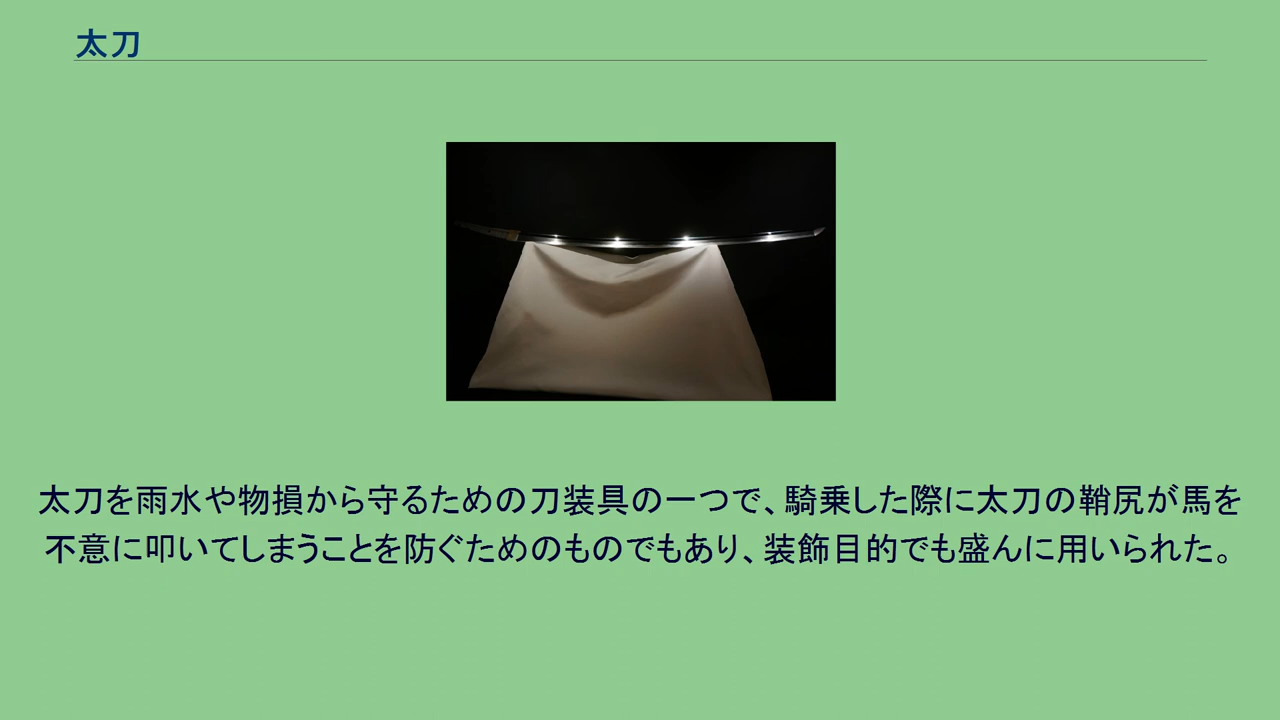 太刀
太刀を雨水や物損から守るための刀装具の一つで、騎乗した際に太刀の鞘尻が馬を
不意に叩いてしまうことを防ぐためのものでもあり、装飾目的でも盛んに用いられた。